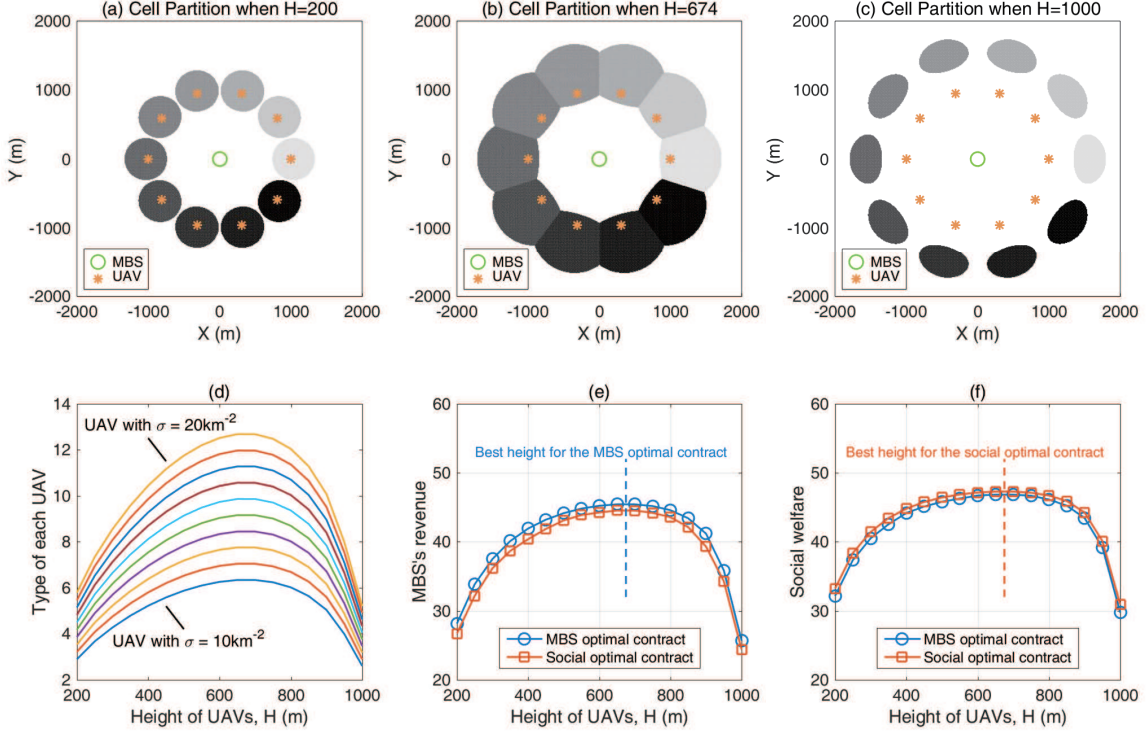 (a) Cell Partition when H=200
2000
1000
0
-1000
-2000
Y (m)
MBS
UAV
-2000 -1000 0 1000 2000
X (m)
(b) Cell Partition when H=674
2000
1000
0
-1000
-2000
Y (m)
MBS
UAV
-2000 -1000 0 1000 2000
X (m)
(c) Cell Partition when H=1000
2000
1000
0
-1000
-2000
Y (m)
MBS
UAV
-2000 -1000 0 1000 2000
X (m)
(d)
14
12
10
8
6
4
2
Type of each UAV
UAV with σ = 20km⁻²
UAV with σ = 10km⁻²
200 400 600 800 1000
Height of UAVs, H (m)
(e)
60
50
40
30
20
MBS's revenue
Best height for the MBS optimal contract
MBS optimal contract
Social optimal contract
200 400 600 800 1000
Height of UAVs, H (m)
(f)
60
50
40
30
20
Social welfare
Best height for the social optimal contract
MBS optimal contract
Social optimal contract
200 400 600 800 1000
Height of UAVs, H (m)